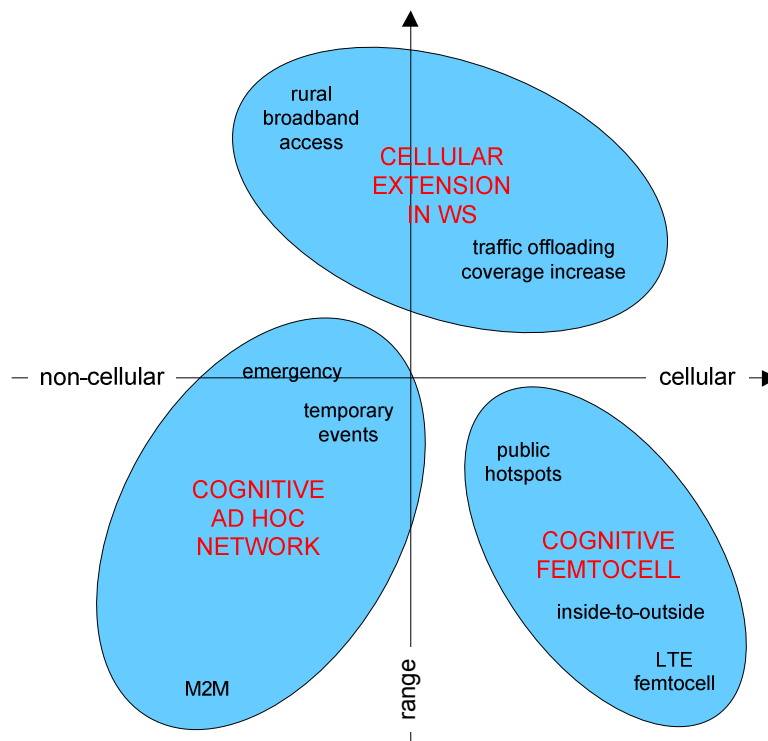 rural
broadband
access
CELLULAR
EXTENSION
IN WS
traffic offloading
coverage increase
non-cellular
cellular
emergency
temporary
events
COGNITIVE
AD HOC
NETWORK
M2M
public
hotspots
COGNITIVE
FEMTOCELL
inside-to-outside
LTE
femtocell
range